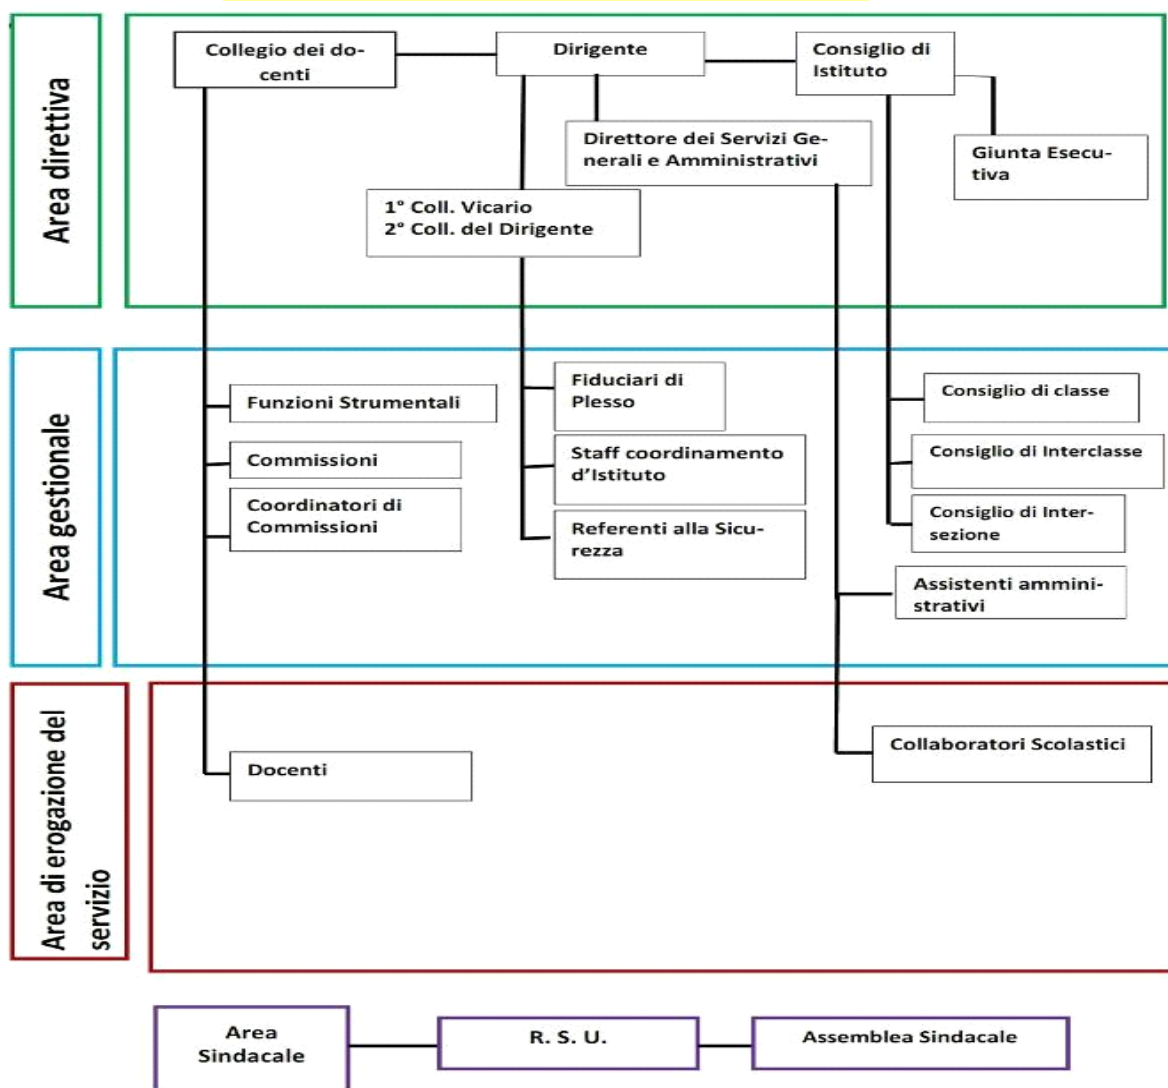 Area direttiva
Collegio dei do-
centi
Dirigente
Consiglio di
Istituto
Direttore dei Servizi Ge-
nerali e Amministrativi
Giunta Esecu-
tiva
1° Coll. Vicario
2° Coll. del Dirigente
Area gestionale
Funzioni Strumentali
Commissioni
Coordinatori di
Commissioni
Fiduciari di
Plesso
Staff coordinamento
d’Istituto
Referenti alla Sicu-
rezza
Consiglio di classe
Consiglio di Interclasse
Consiglio di Inter-
sezione
Assistenti ammini-
strativi
Area di erogazione del
servizio
Docenti
Collaboratori Scolastici
Area
Sindacale
R. S. U.
Assemblea Sindacale